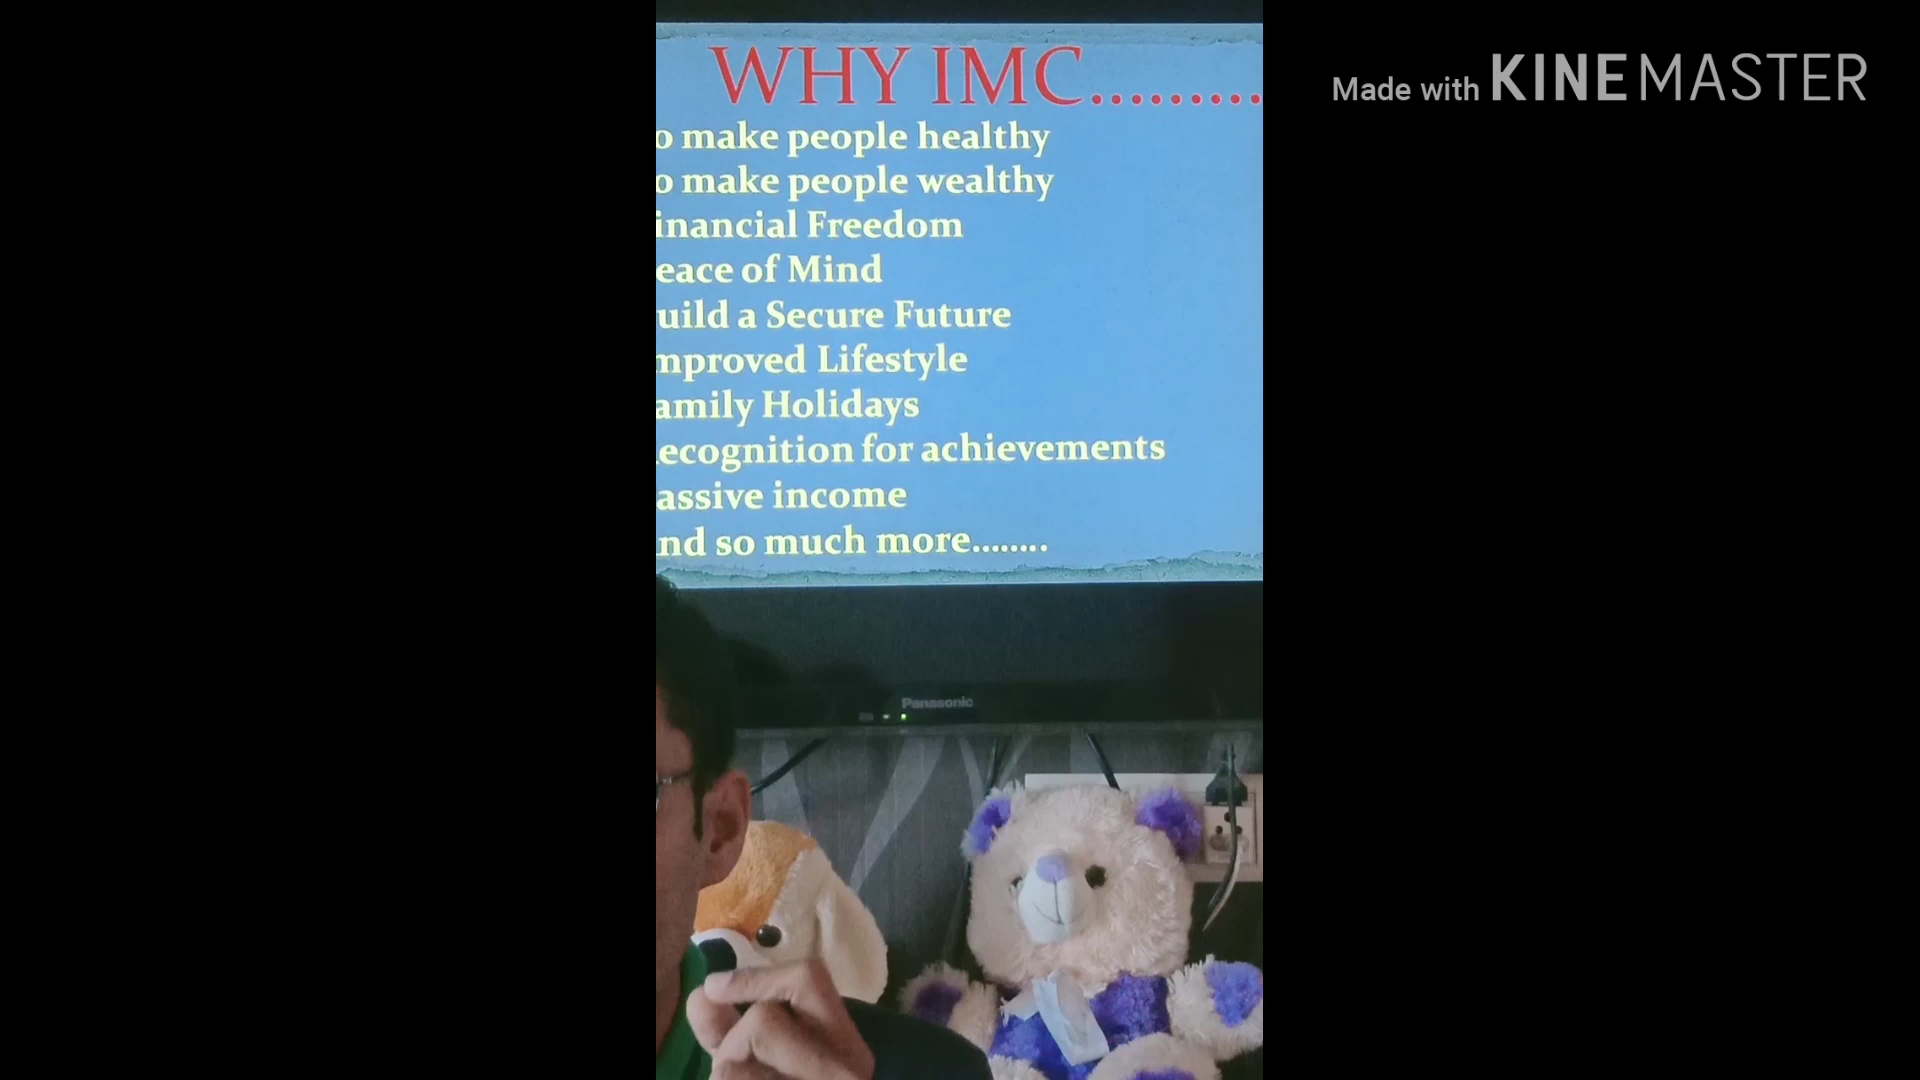 WHY IMC.........
o make people healthy
o make people wealthy
inancial Freedom
eace of Mind
uild a Secure Future
mproved Lifestyle
amily Holidays
ecognition for achievements
assive income
nd so much more........
Panasonic
Made with KINEMASTER